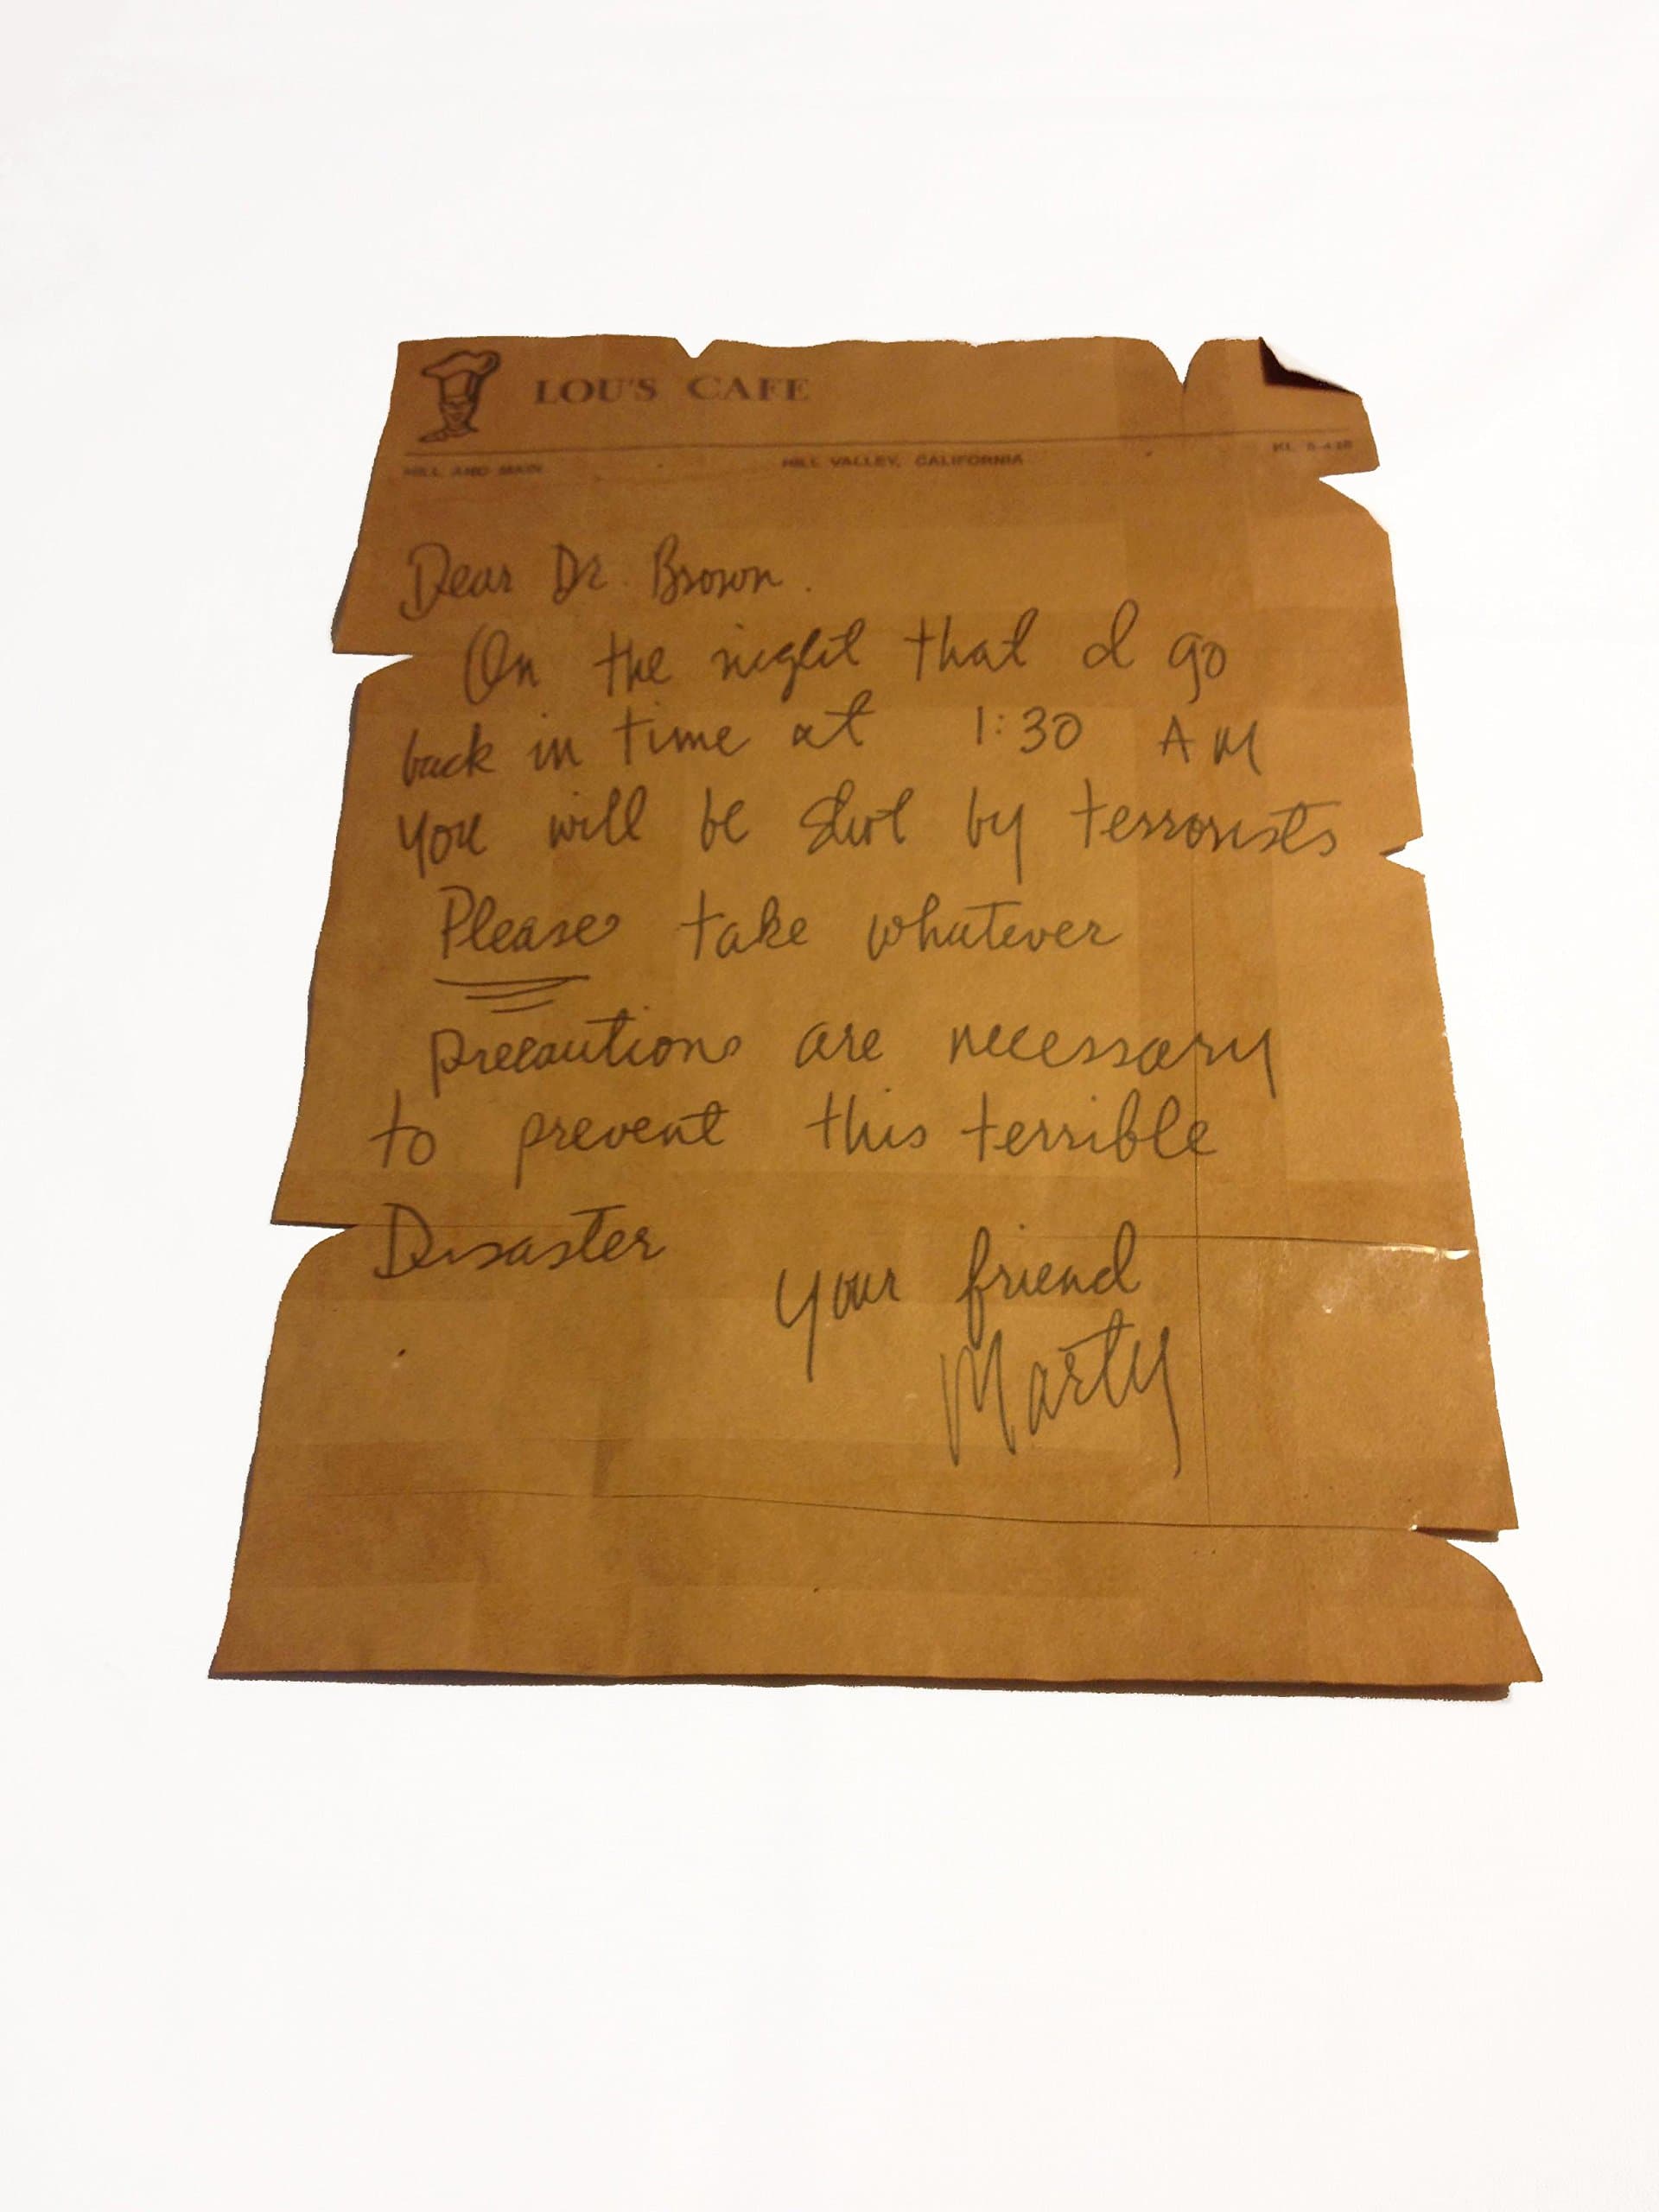 LOU'S CAFE
HILL AND MAIN HILL VALLEY, CALIFORNIA
Dear Dr. Brown.
On the night that I go
back in time at 1:30 AM
you will be shot by terrorists
Please take whatever
precautions are necessary
to prevent this terrible
Disaster
Your friend
Marty